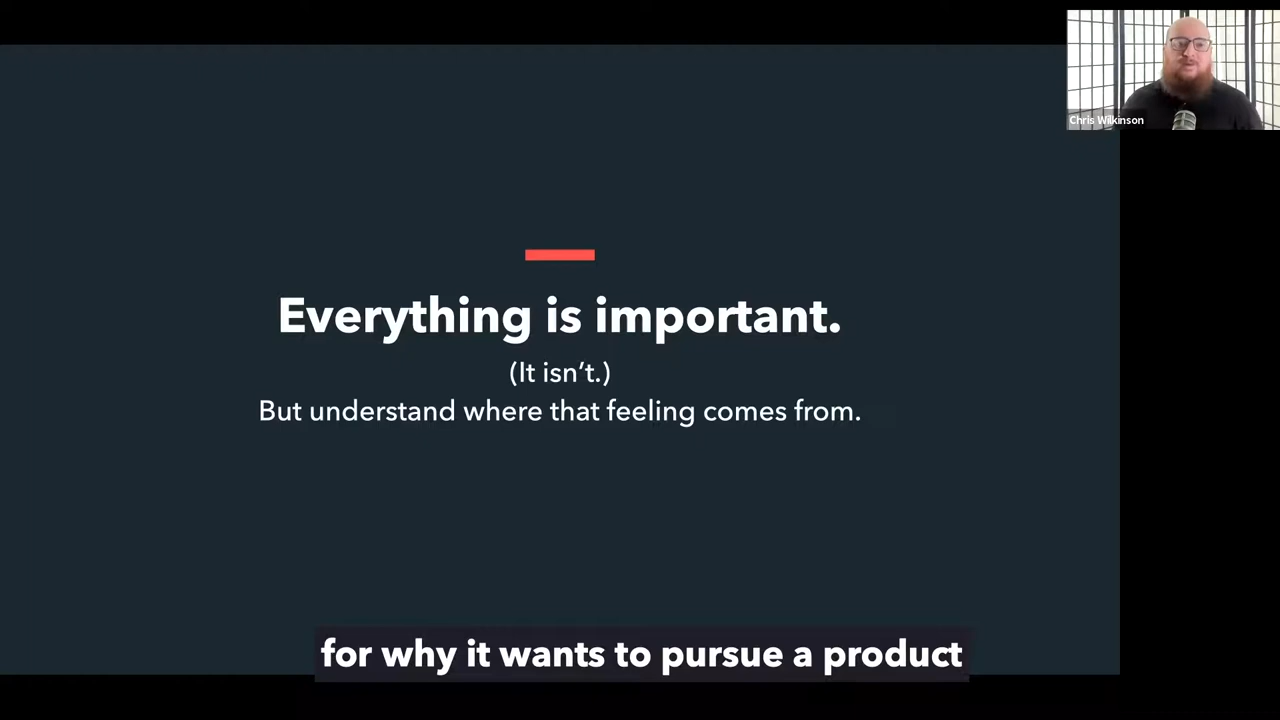 Chris Wilkinson
Everything is important.
(It isn’t.)
But understand where that feeling comes from.
for why it wants to pursue a product